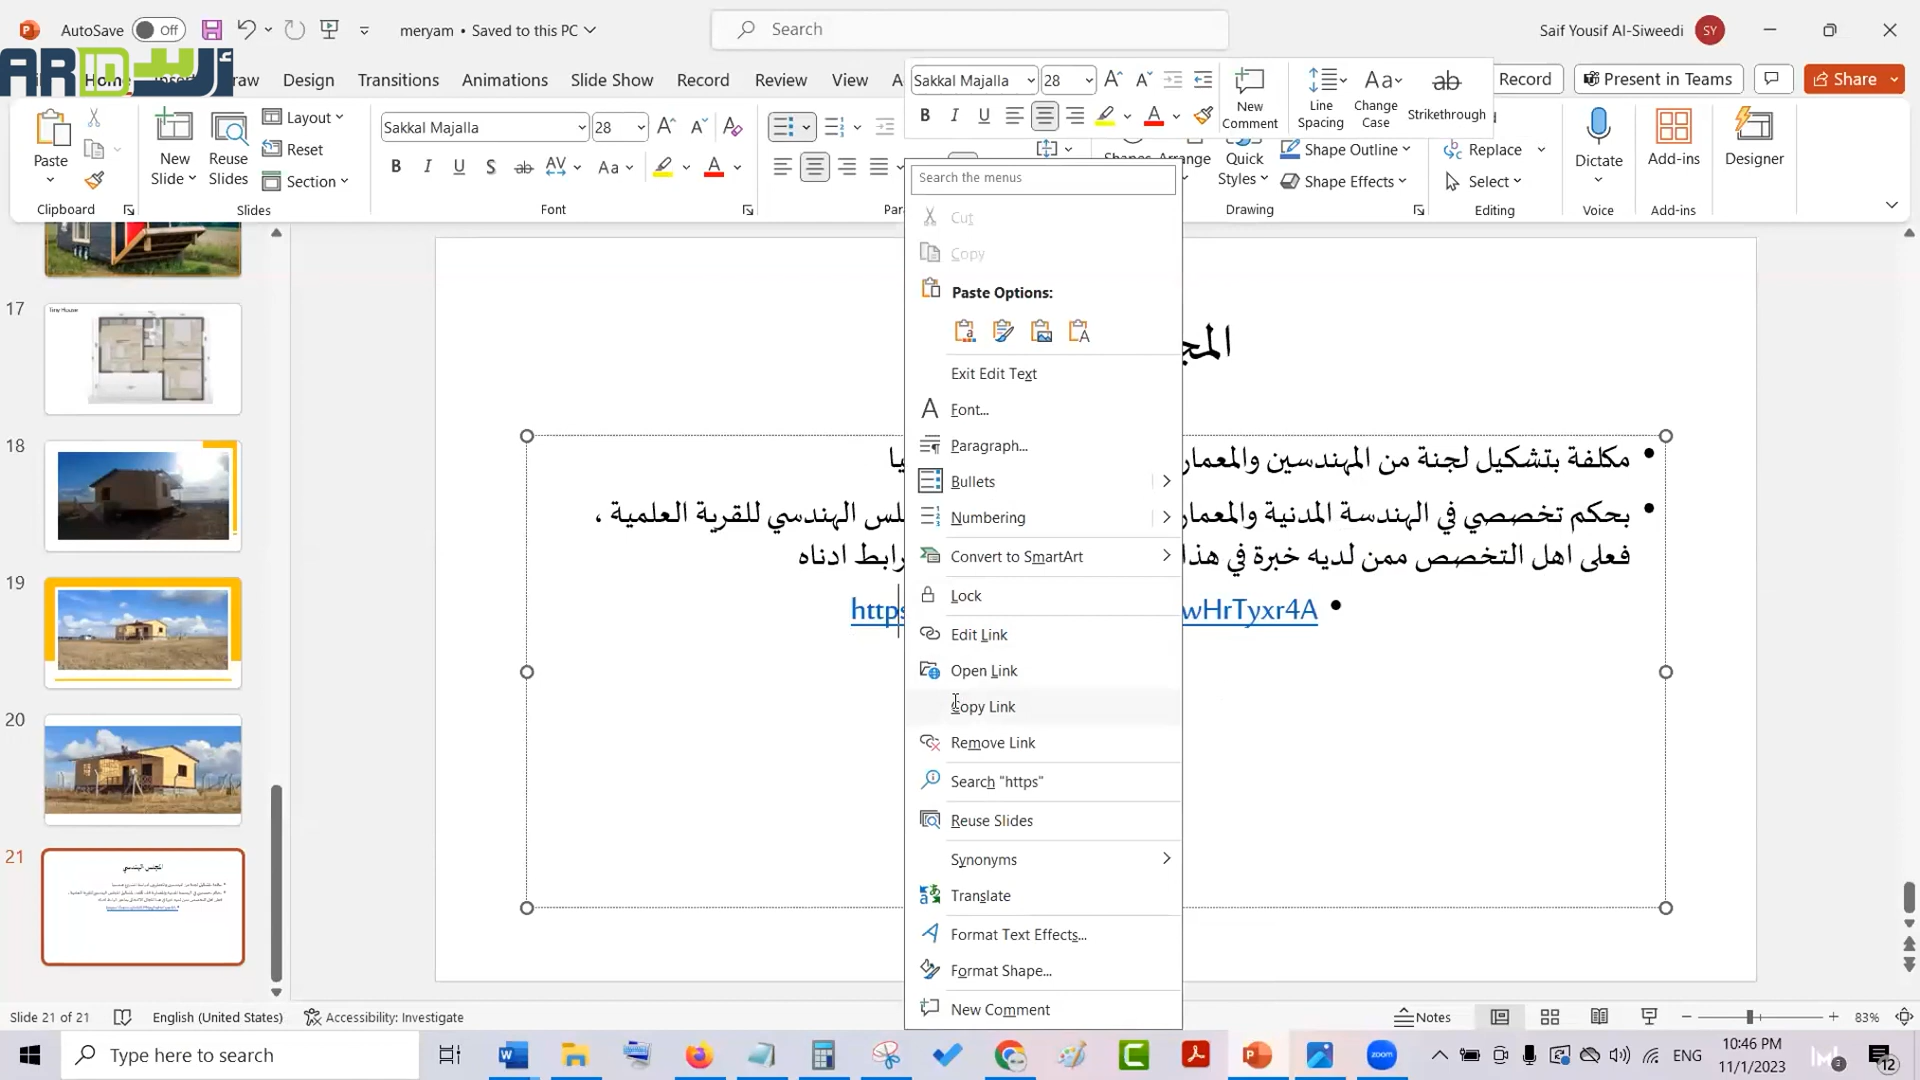 AutoSave Off
meryam • Saved to this PC
Search
Saif Yousif Al-Siweedi SY
Home
Design
Transitions
Animations
Slide Show
Record
Review
View
Record
Present in Teams
Share
Sakkal Majalla 28
New Comment
Line Spacing
Change Case
Strikethrough
Paste
New Slide
Reuse Slides
Layout
Reset
Section
Sakkal Majalla 28
Quick Styles
Shape Outline
Shape Effects
Replace
Select
Dictate
Add-ins
Designer
Clipboard
Slides
Font
Drawing
Editing
Voice
Add-ins
Search the menus
Cut
Copy
Paste Options:
Exit Edit Text
Font...
Paragraph...
Bullets
Numbering
Convert to SmartArt
Lock
Edit Link
Open Link
Copy Link
Remove Link
Search "https"
Reuse Slides
Synonyms
Translate
Format Text Effects...
Format Shape...
New Comment
17
Tiny House
18
19
20
21
المجلس الهندسي
مكلفة بتشكيل لجنة من المهندسين
بحكم تخصصي في الهندسة المدنية الهندسي للقرية العلمية ،
فعلى اهل التخصص ممن لديه خبرة في هذا ادناه
https wHrTyxr4A
Slide 21 of 21
English (United States)
Accessibility: Investigate
Notes
83%
Type here to search
zoom
ENG
10:46 PM
11/1/2023
12